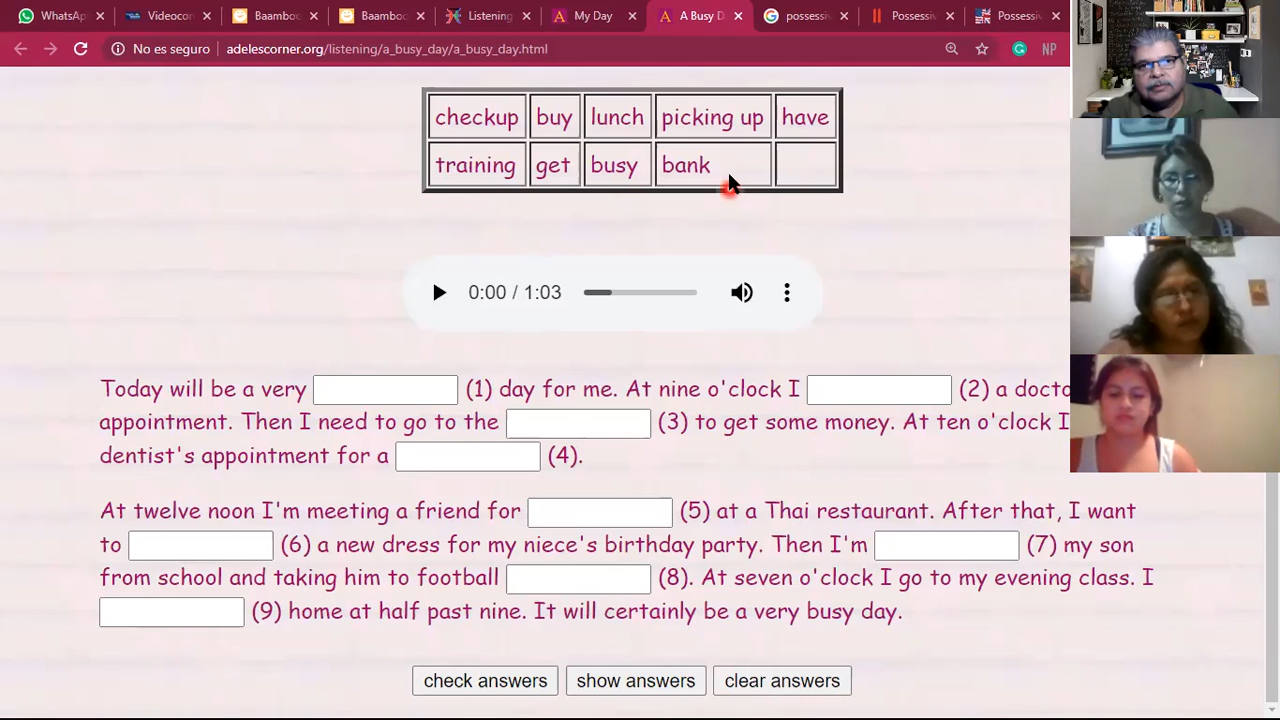 WhatsAp
Videocon
Baambo
Baamboo
Listening
My Day
A Busy D
possessiv
Possessiv
Possessiv
No es seguro
adelescorner.org/listening/a_busy_day/a_busy_day.html
NP
checkup buy lunch picking up have
training get busy bank
0:00 / 1:03
Today will be a very (1) day for me. At nine o'clock I (2) a docto
appointment. Then I need to go to the (3) to get some money. At ten o'clock I
dentist's appointment for a (4).
At twelve noon I'm meeting a friend for (5) at a Thai restaurant. After that, I want
to (6) a new dress for my niece's birthday party. Then I'm (7) my son
from school and taking him to football (8). At seven o'clock I go to my evening class. I
(9) home at half past nine. It will certainly be a very busy day.
check answers show answers clear answers